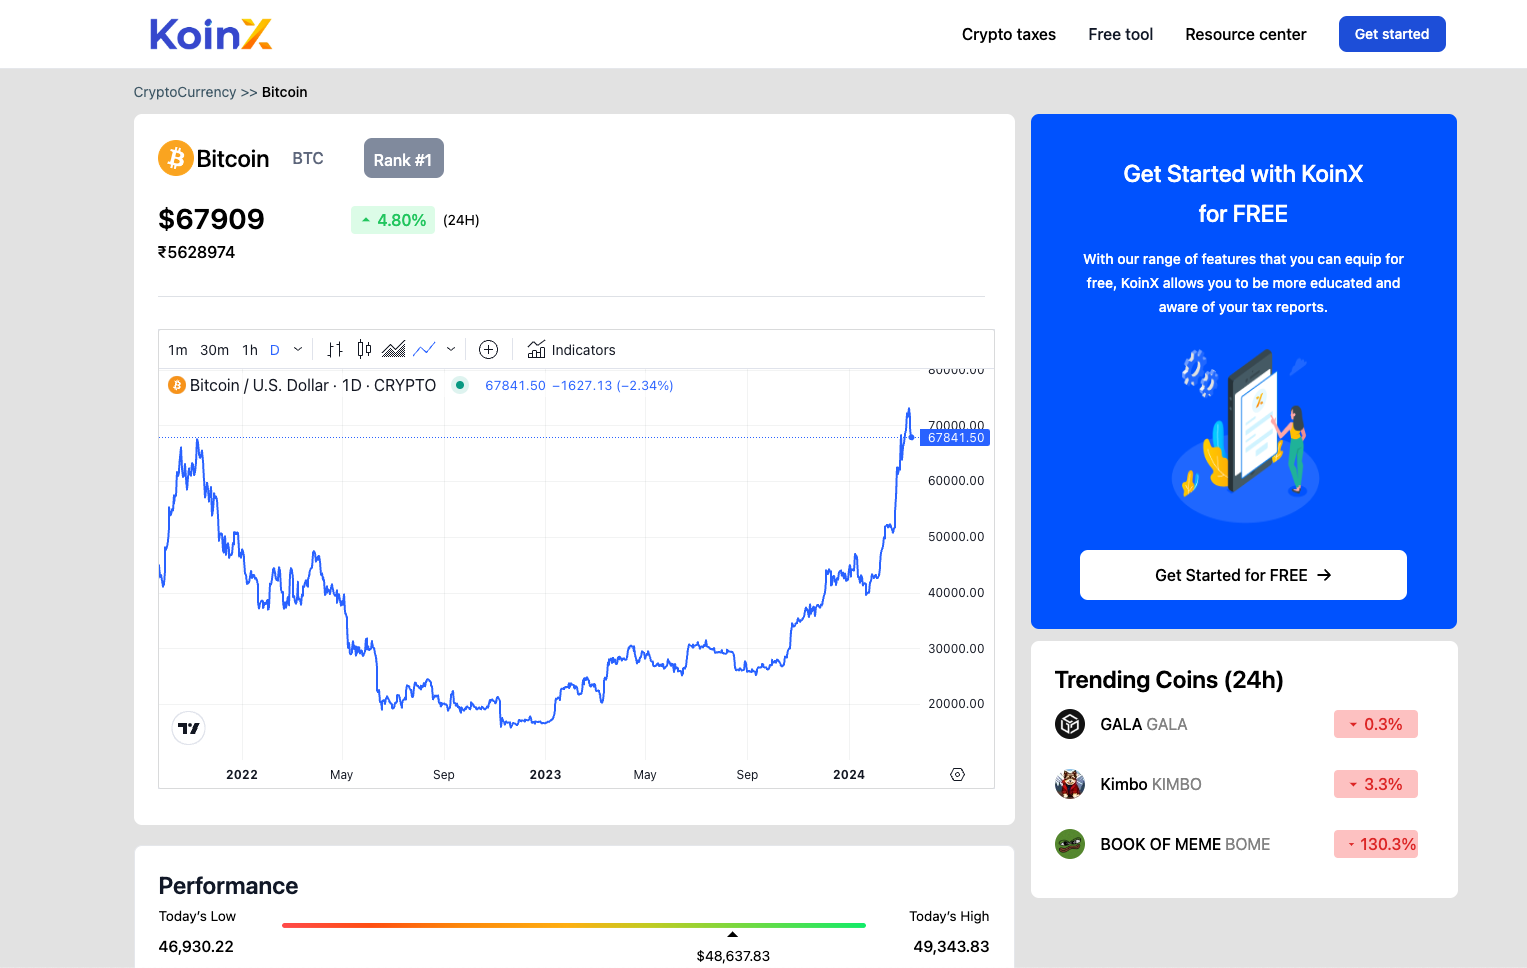 KoinX
Crypto taxes
Free tool
Resource center
Get started
CryptoCurrency >> Bitcoin
Bitcoin BTC Rank #1
$67909 4.80% (24H)
₹5628974
1m 30m 1h D Indicators
Bitcoin / U.S. Dollar · 1D · CRYPTO 67841.50 −1627.13 (−2.34%)
80000.00
70000.00
67841.50
60000.00
50000.00
40000.00
30000.00
20000.00
2022 May Sep 2023 May Sep 2024
Performance
Today's Low
46,930.22
$48,637.83
Today's High
49,343.83
Get Started with KoinX
for FREE
With our range of features that you can equip for
free, KoinX allows you to be more educated and
aware of your tax reports.
Get Started for FREE →
Trending Coins (24h)
GALA GALA 0.3%
Kimbo KIMBO 3.3%
BOOK OF MEME BOME 130.3%